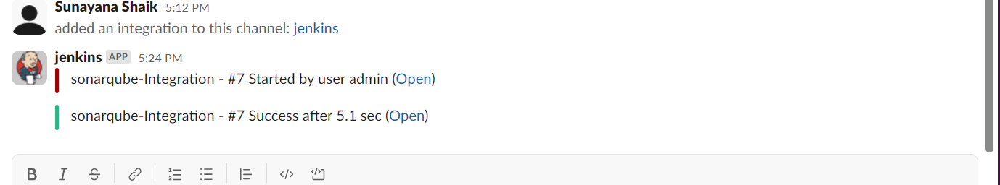 Sunayana Shaik 5:12 PM
added an integration to this channel: jenkins
jenkins APP 5:24 PM
sonarqube-Integration - #7 Started by user admin (Open)
sonarqube-Integration - #7 Success after 5.1 sec (Open)